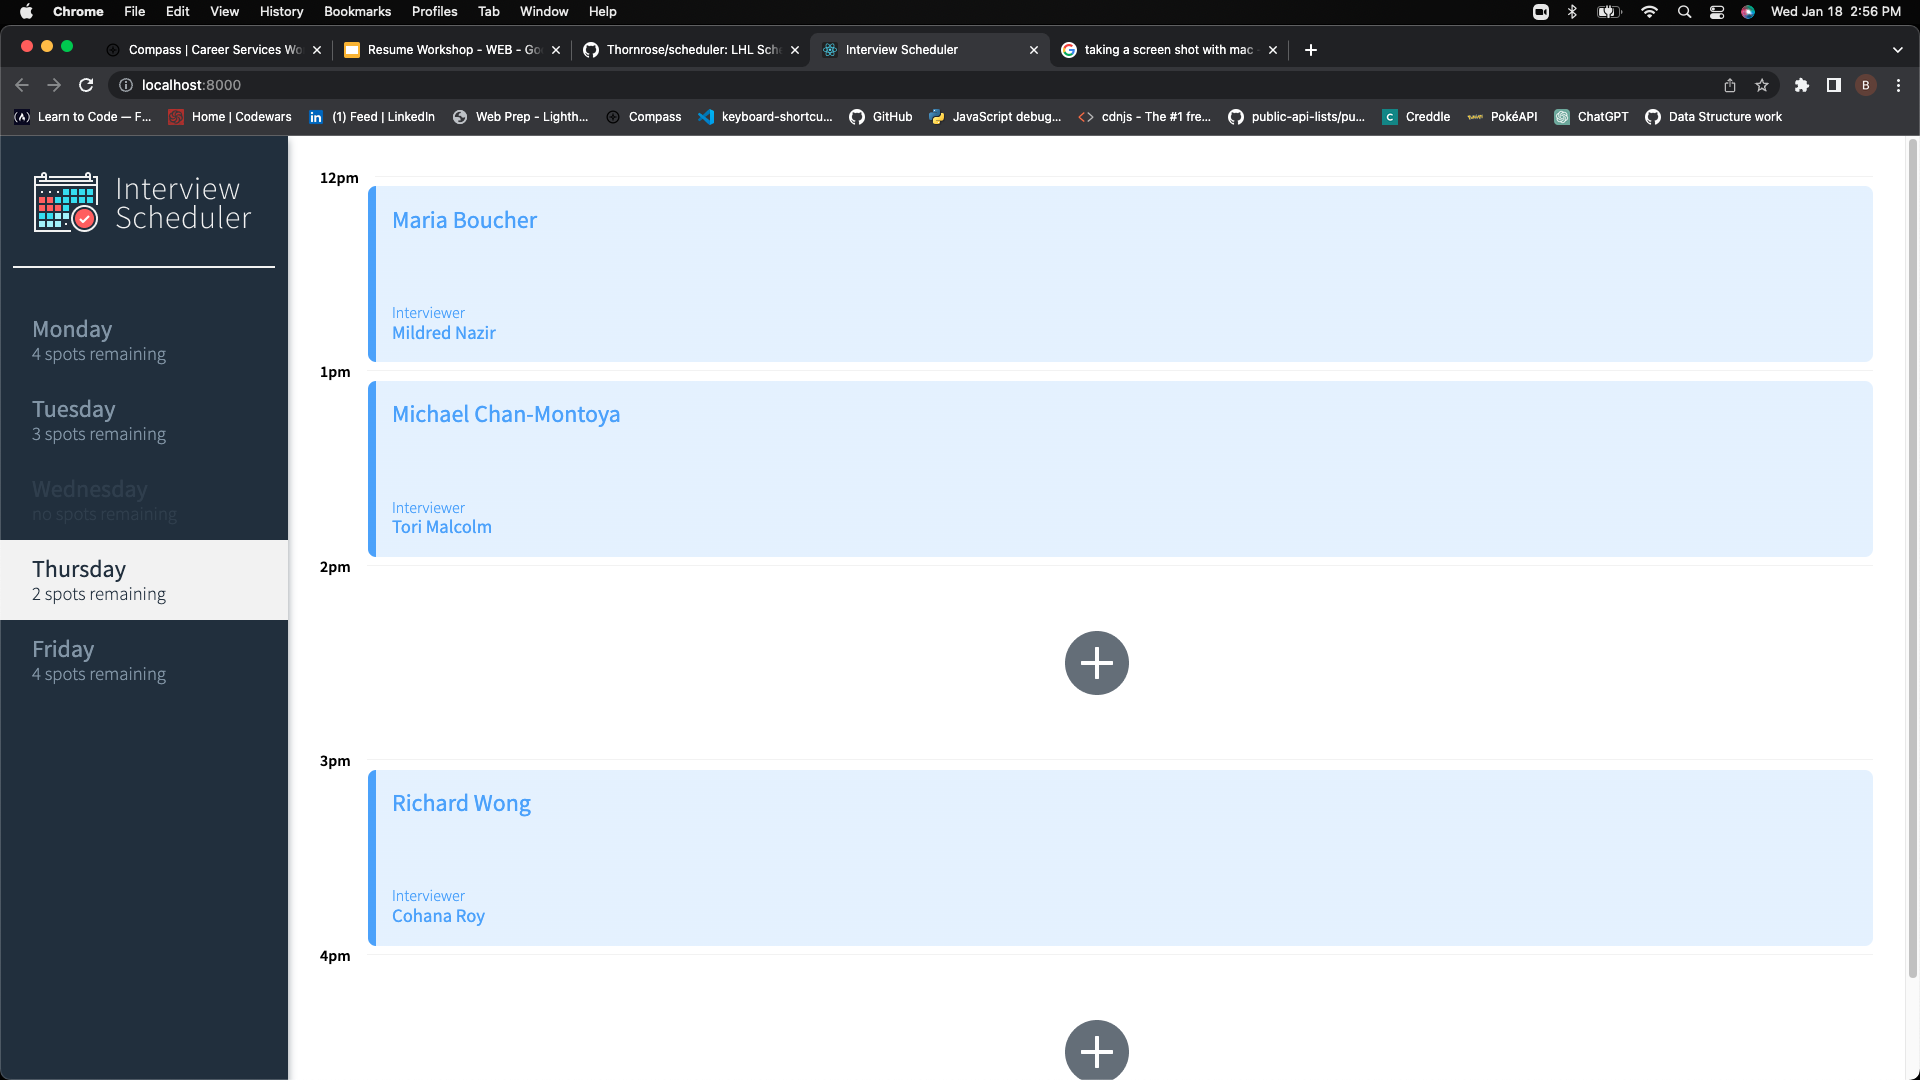 Chrome File Edit View History Bookmarks Profiles Tab Window Help Wed Jan 18 2:56 PM
Compass | Career Services Wo Resume Workshop - WEB - Go Thornrose/scheduler: LHL Sch Interview Scheduler taking a screen shot with mac
localhost:8000 B
Learn to Code — F... Home | Codewars (1) Feed | LinkedIn Web Prep - Lighth... Compass keyboard-shortcu... GitHub JavaScript debug... cdnjs - The #1 fre... public-api-lists/pu... Creddle PokéAPI ChatGPT Data Structure work
Interview
Scheduler
Monday
4 spots remaining
Tuesday
3 spots remaining
Wednesday
no spots remaining
Thursday
2 spots remaining
Friday
4 spots remaining
12pm
Maria Boucher
Interviewer
Mildred Nazir
1pm
Michael Chan-Montoya
Interviewer
Tori Malcolm
2pm
3pm
Richard Wong
Interviewer
Cohana Roy
4pm